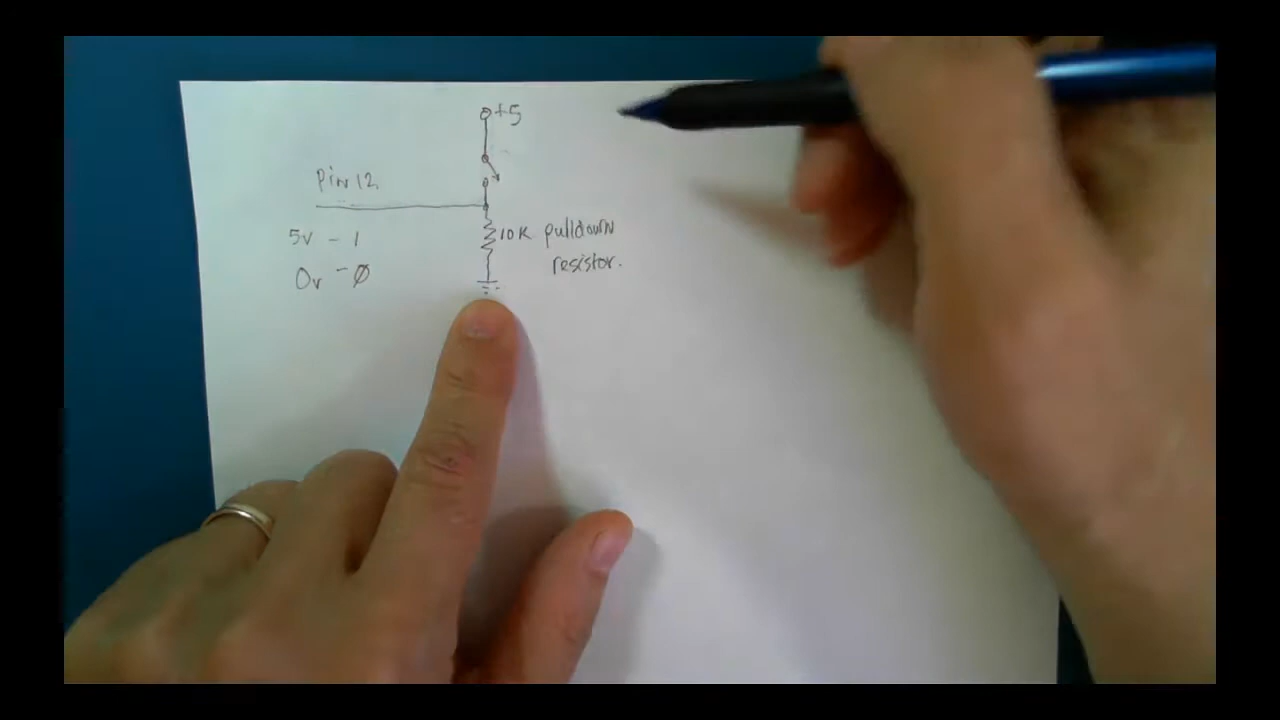 +5
Pin 12
10K pulldown
resistor.
5v - 1
0v - 0